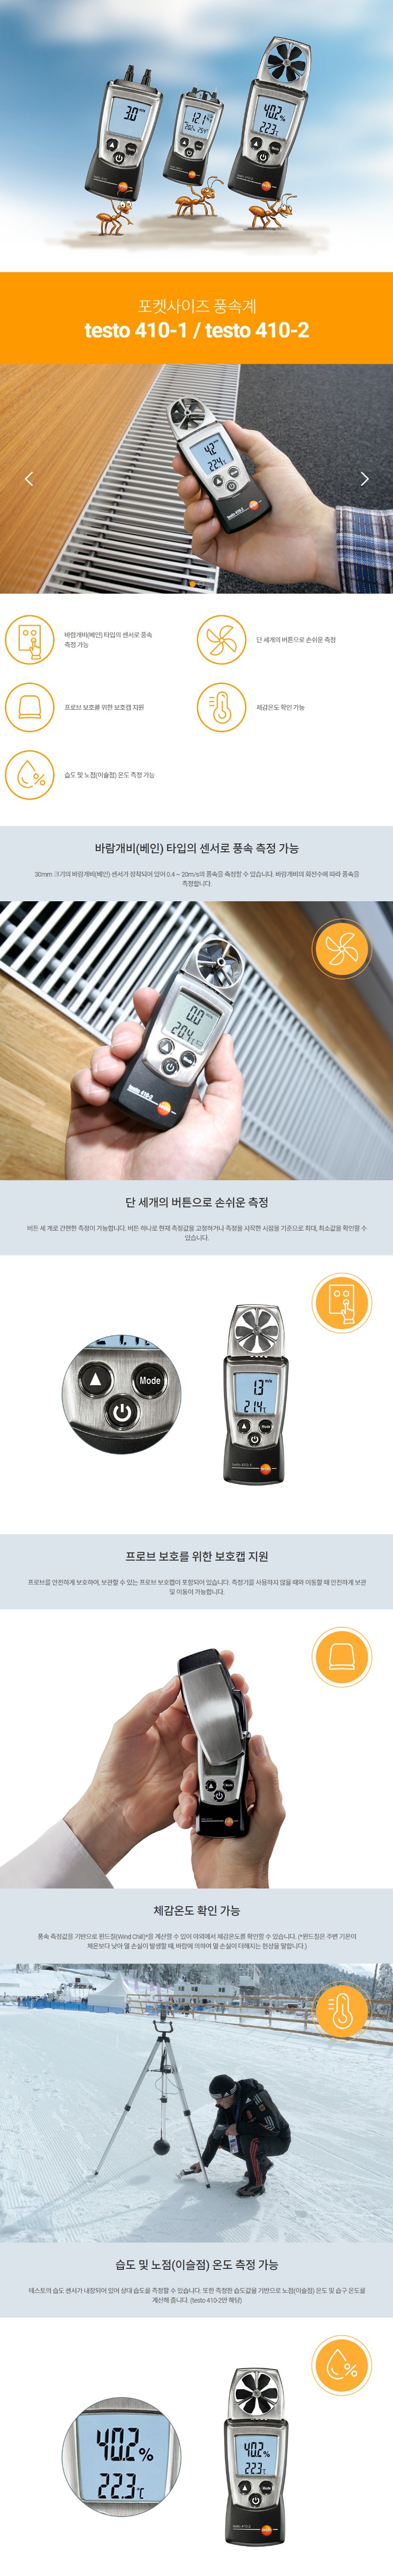 3.0 m/s
12.1
40.2 %
22.3 ℃
Mode
testo
포켓사이즈 풍속계
testo 410-1 / testo 410-2
4.2 m/s
22.4 ℃
testo 410-2
testo
바람개비(베인) 타입의 센서로 풍속
측정 가능
단 세개의 버튼으로 손쉬운 측정
프로브 보호를 위한 보호캡 지원
체감온도 확인 가능
습도 및 노점(이슬점) 온도 측정 가능
바람개비(베인) 타입의 센서로 풍속 측정 가능
30mm 크기의 바람개비(베인) 센서가 장착되어 있어 0.4 ~ 20m/s의 풍속을 측정할 수 있습니다. 바람개비의 회전수에 따라 풍속을
측정합니다.
0.0 m/s
20.4 ℃
testo 410-2
testo
단 세개의 버튼으로 손쉬운 측정
버튼 세 개로 간편한 측정이 가능합니다. 버튼 하나로 현재 측정값을 고정하거나 측정을 시작한 시점을 기준으로 최대, 최소값을 확인할 수
있습니다.
Mode
1.3 m/s
21.4 ℃
Mode
testo
프로브 보호를 위한 보호캡 지원
프로브를 안전하게 보호하며, 보관할 수 있는 프로브 보호캡이 포함되어 있습니다. 측정기를 사용하지 않을 때와 이동할 때 안전하게 보관
및 이동이 가능합니다.
체감온도 확인 가능
풍속 측정값을 기반으로 윈드칠(Wind Chill)*을 계산할 수 있어 야외에서 체감온도를 확인할 수 있습니다. (*윈드칠은 주변 기온이
체온보다 낮아 열 손실이 발생할 때, 바람에 의하여 열 손실이 더해지는 현상을 말합니다.)
습도 및 노점(이슬점) 온도 측정 가능
테스토의 습도 센서가 내장되어 있어 상대 습도를 측정할 수 있습니다. 또한 측정한 습도값을 기반으로 노점(이슬점) 온도 및 습구 온도를
계산해 줍니다. (testo 410-2만 해당)
40.2 %
22.3 ℃
40.2 %
22.3 ℃
Mode
testo